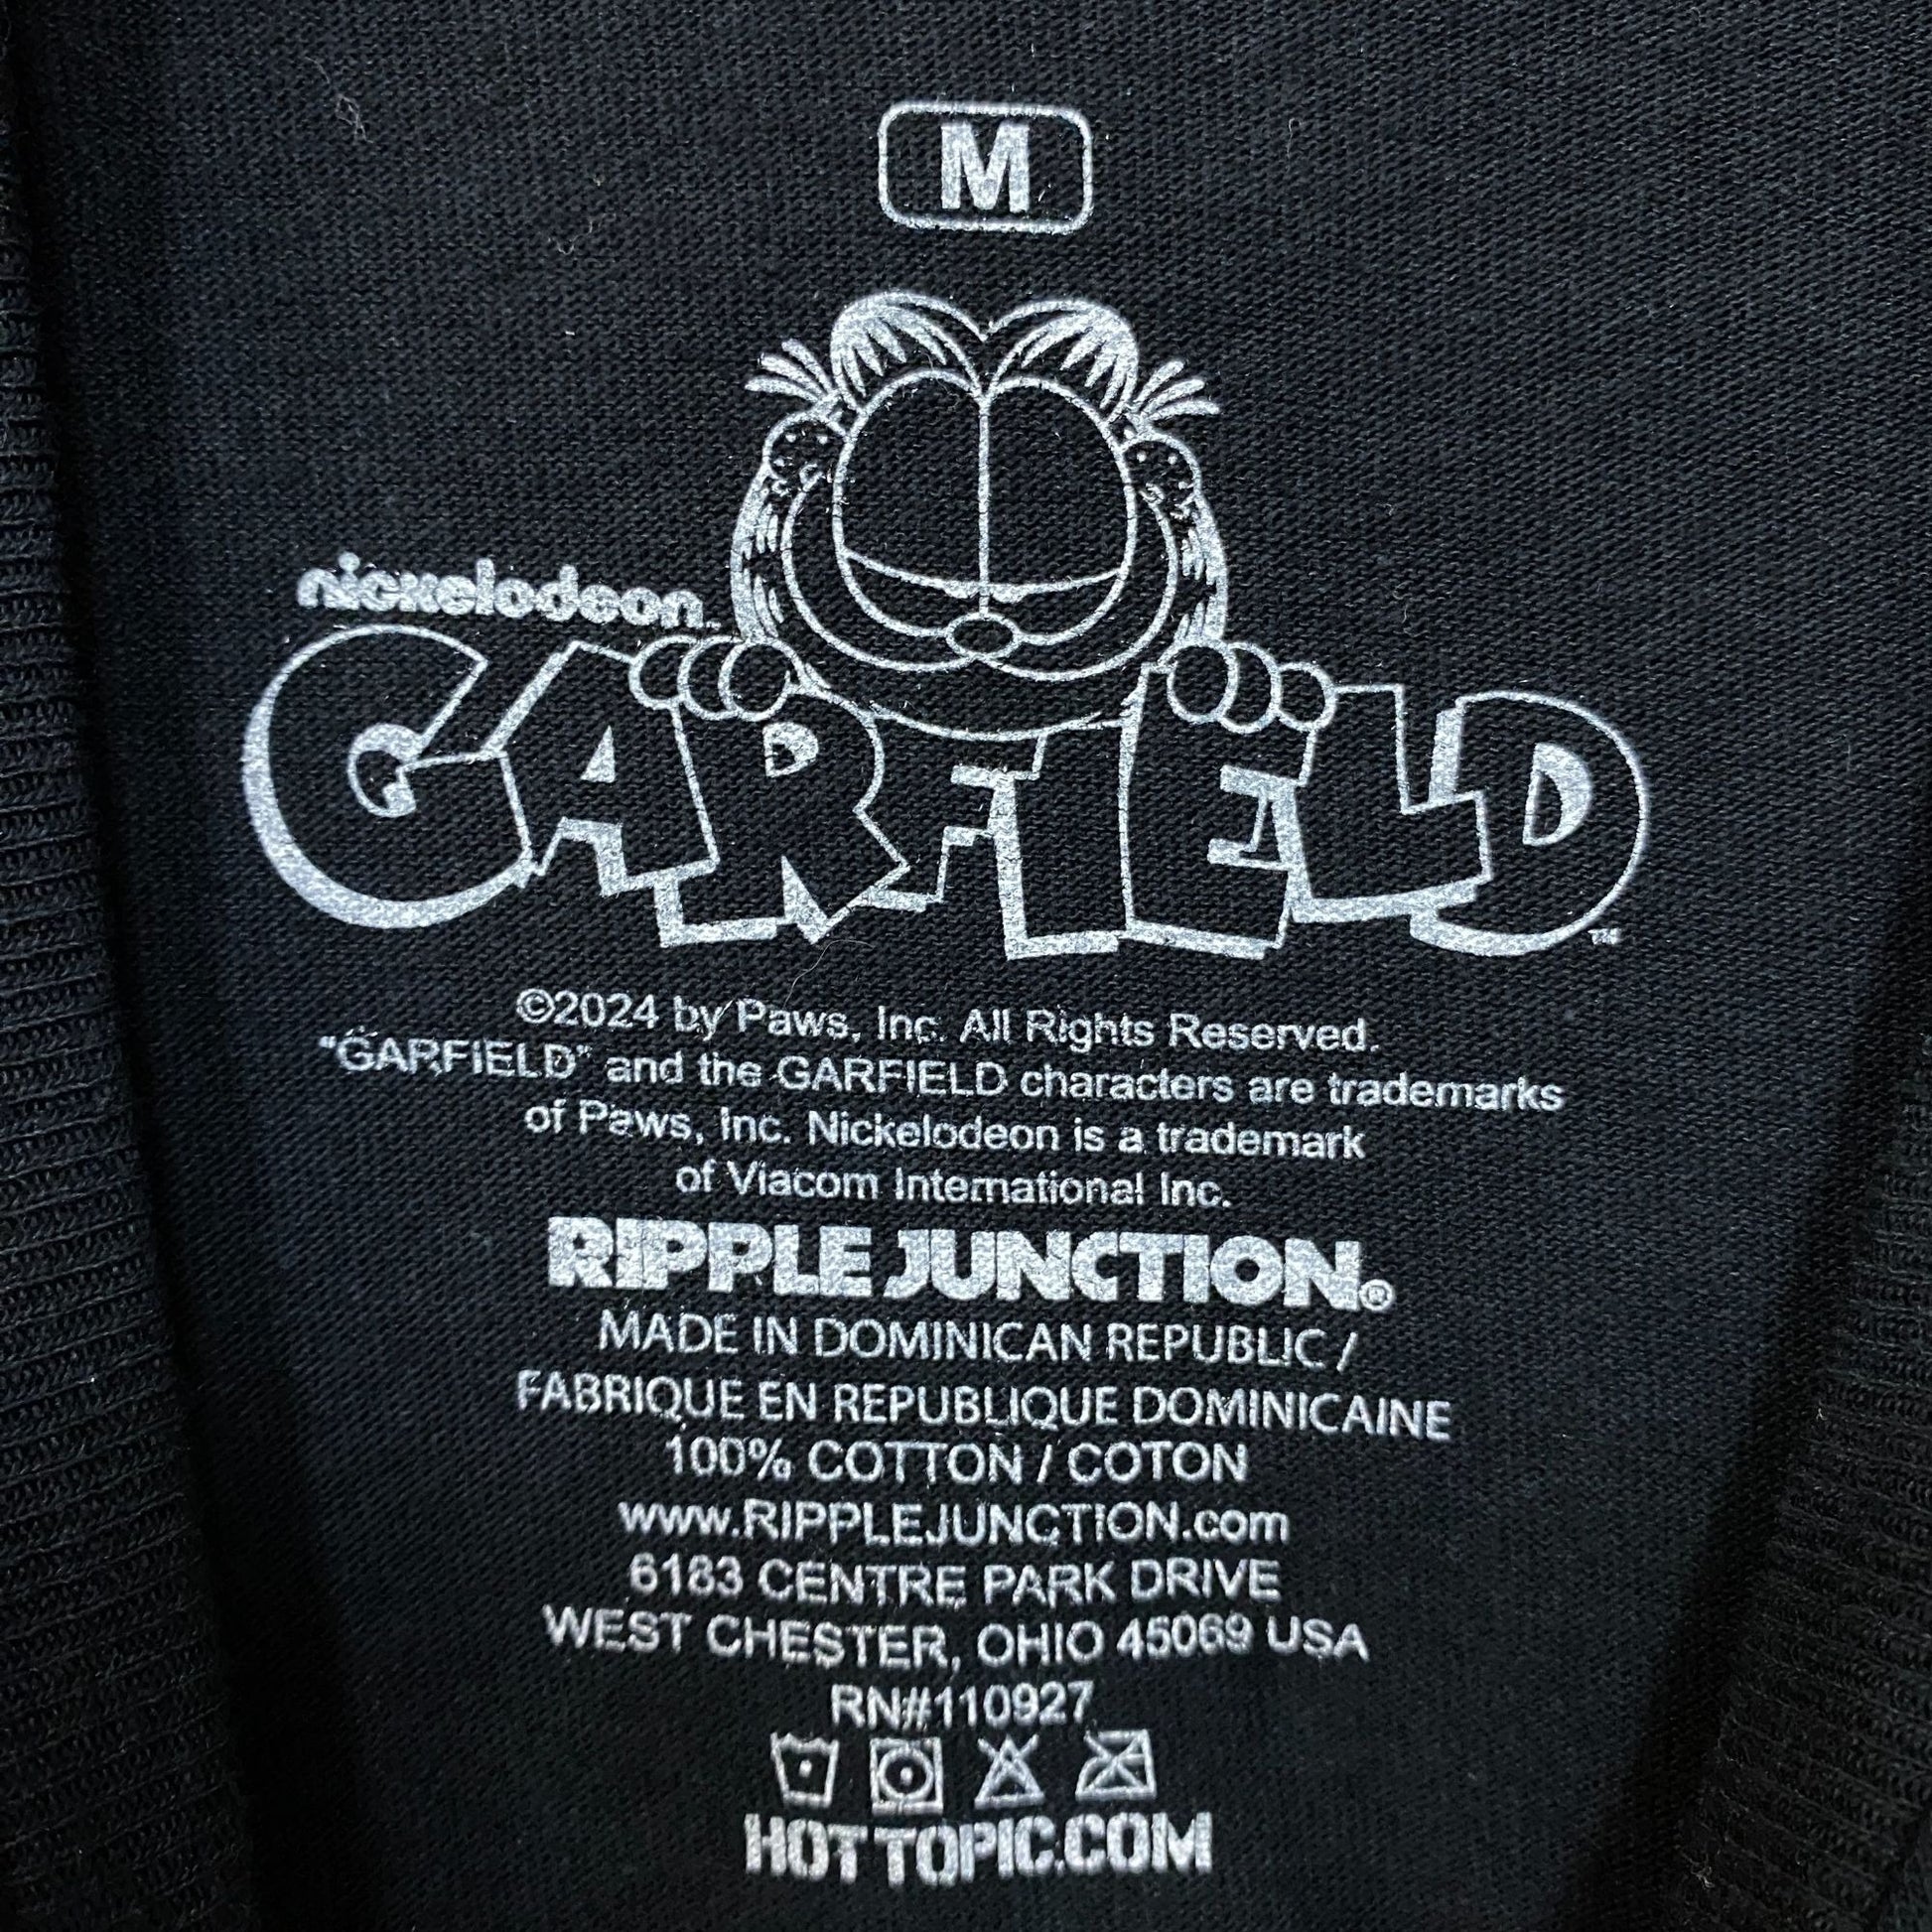 M
nickelodeon™
GARFIELD™
©2024 by Paws, Inc. All Rights Reserved.
"GARFIELD" and the GARFIELD characters are trademarks
of Paws, Inc. Nickelodeon is a trademark
of Viacom International Inc.
RIPPLE JUNCTION®
MADE IN DOMINICAN REPUBLIC /
FABRIQUE EN REPUBLIQUE DOMINICAINE
100% COTTON / COTON
www.RIPPLEJUNCTION.com
6183 CENTRE PARK DRIVE
WEST CHESTER, OHIO 45069 USA
RN#110927
HOTTOPIC.COM